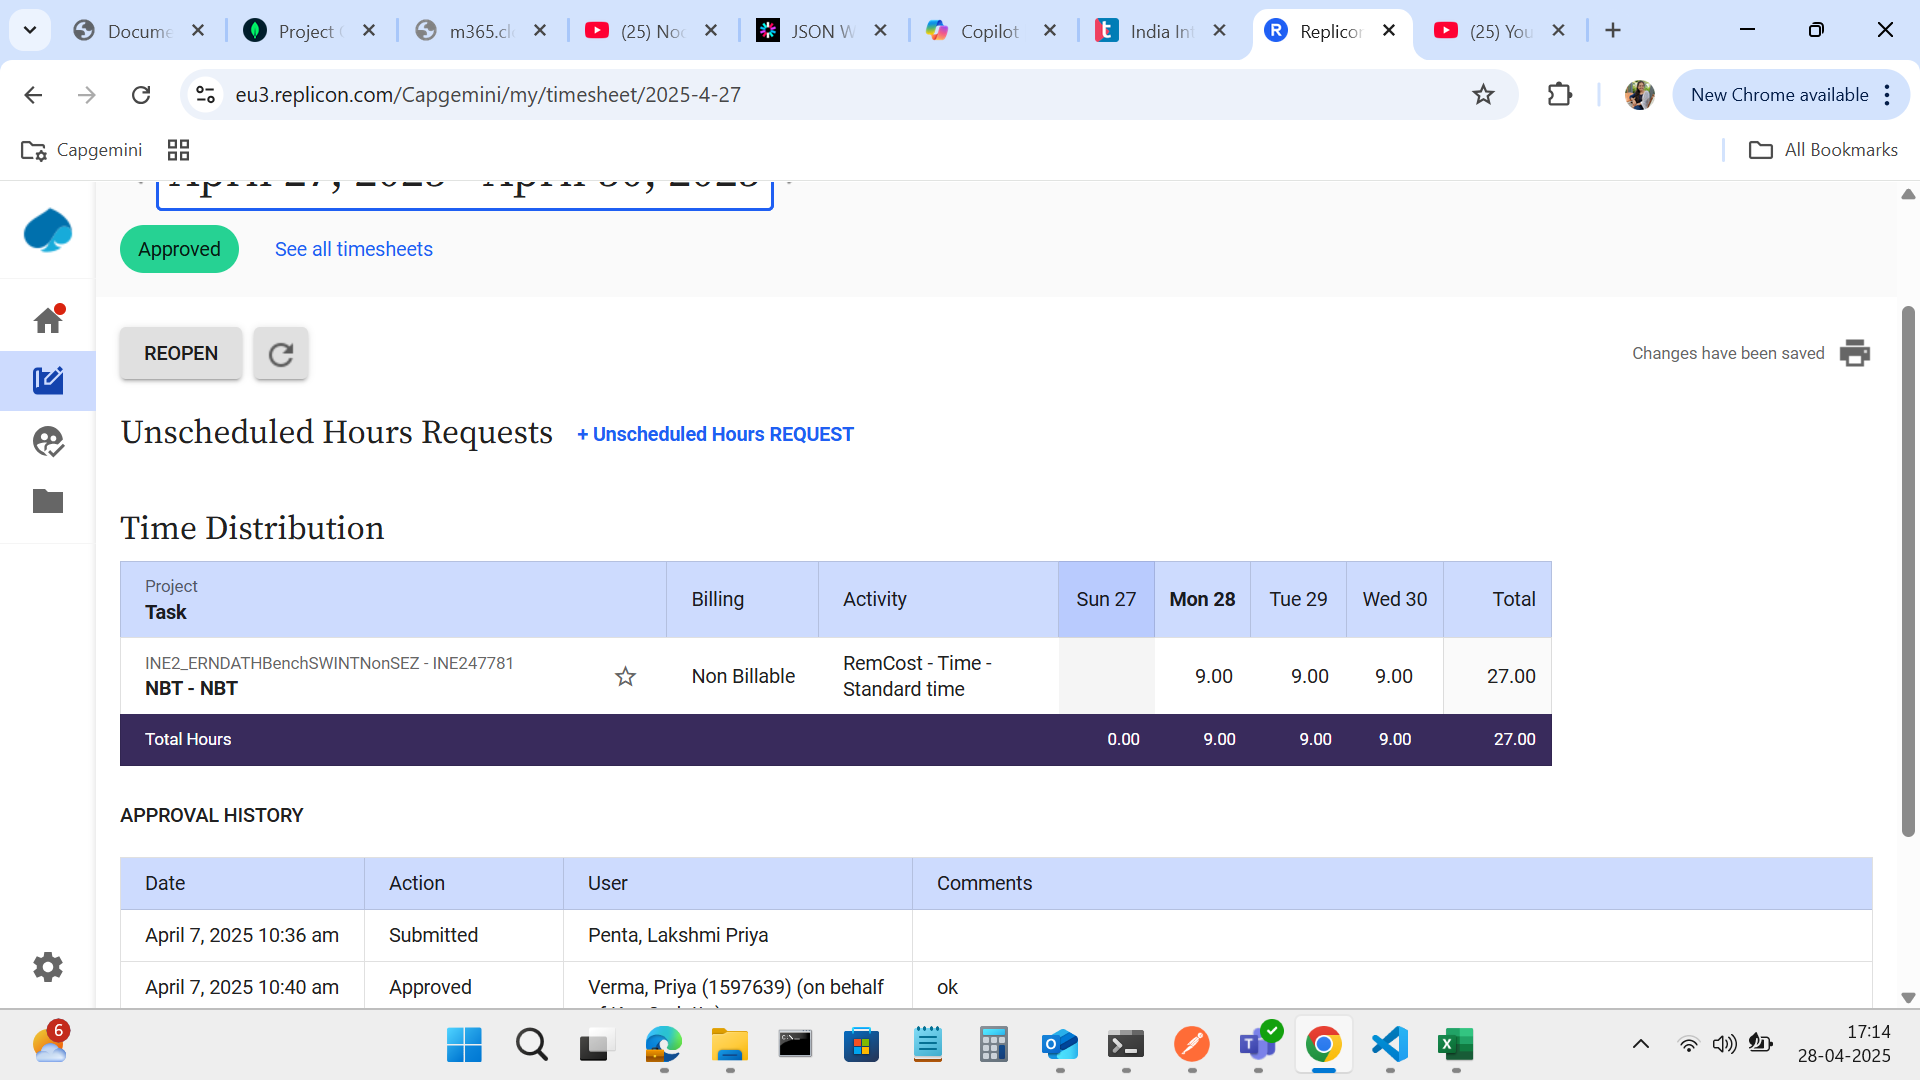 Docume
Project
m365.cl
(25) Noc
JSON W
Copilot
India Int
Replicon
(25) You
eu3.replicon.com/Capgemini/my/timesheet/2025-4-27
New Chrome available
Capgemini
All Bookmarks
April 27, 2025 - April 30, 2025
Approved
See all timesheets
REOPEN
Changes have been saved
Unscheduled Hours Requests
+ Unscheduled Hours REQUEST
Time Distribution
Project
Task
Billing
Activity
Sun 27
Mon 28
Tue 29
Wed 30
Total
INE2_ERNDATHBenchSWINTNonSEZ - INE247781
NBT - NBT
Non Billable
RemCost - Time -
Standard time
9.00
9.00
9.00
27.00
Total Hours
0.00
9.00
9.00
9.00
27.00
APPROVAL HISTORY
Date
Action
User
Comments
April 7, 2025 10:36 am
Submitted
Penta, Lakshmi Priya
April 7, 2025 10:40 am
Approved
Verma, Priya (1597639) (on behalf
ok
6
17:14
28-04-2025